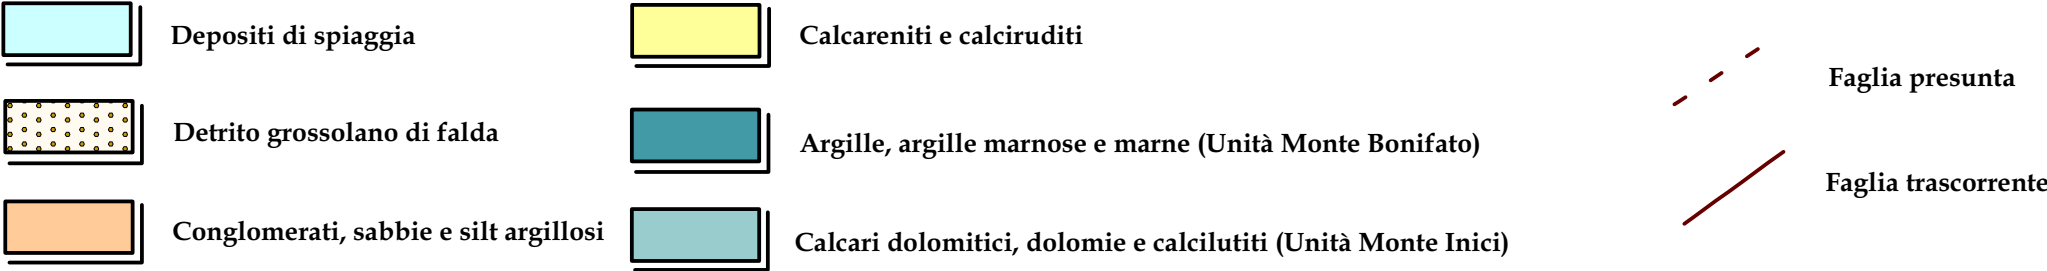 Depositi di spiaggia
Detrito grossolano di falda
Conglomerati, sabbie e silt argillosi
Calcareniti e calciruditi
Argille, argille marnose e marne (Unità Monte Bonifato)
Calcari dolomitici, dolomie e calcilutiti (Unità Monte Inici)
Faglia presunta
Faglia trascorrente